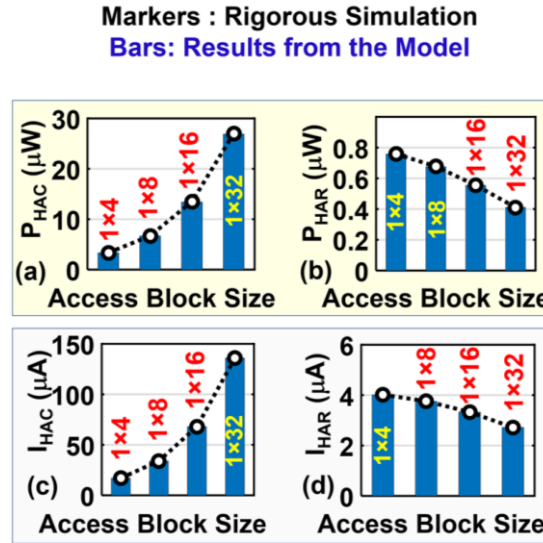 Markers : Rigorous Simulation
Bars: Results from the Model
P_HAC (μW)
30
20
10
0
1×4
1×8
1×16
1×32
(a)
Access Block Size
P_HAR (μW)
0.8
0.6
0.4
0.2
0
1×4
1×8
1×16
1×32
(b)
Access Block Size
I_HAC (μA)
150
100
50
0
1×4
1×8
1×16
1×32
(c)
Access Block Size
I_HAR (μA)
6
4
2
0
1×4
1×8
1×16
1×32
(d)
Access Block Size